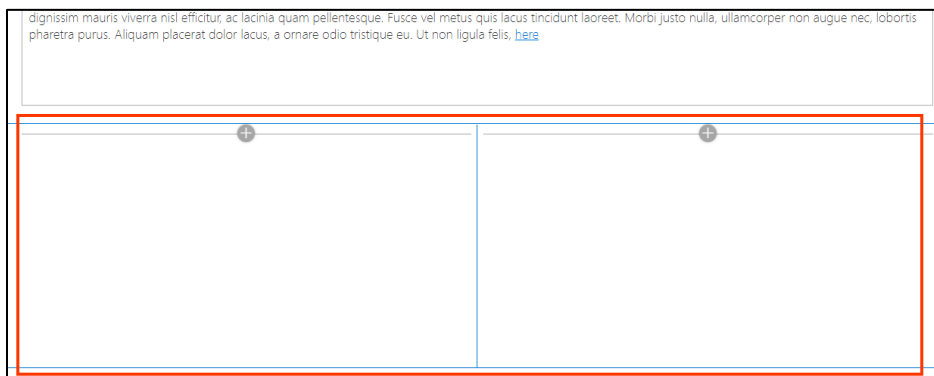 dignissim mauris viverra nisl efficitur, ac lacinia quam pellentesque. Fusce vel metus quis lacus tincidunt laoreet. Morbi justo nulla, ullamcorper non augue nec, lobortis
pharetra purus. Aliquam placerat dolor lacus, a ornare odio tristique eu. Ut non ligula felis, here